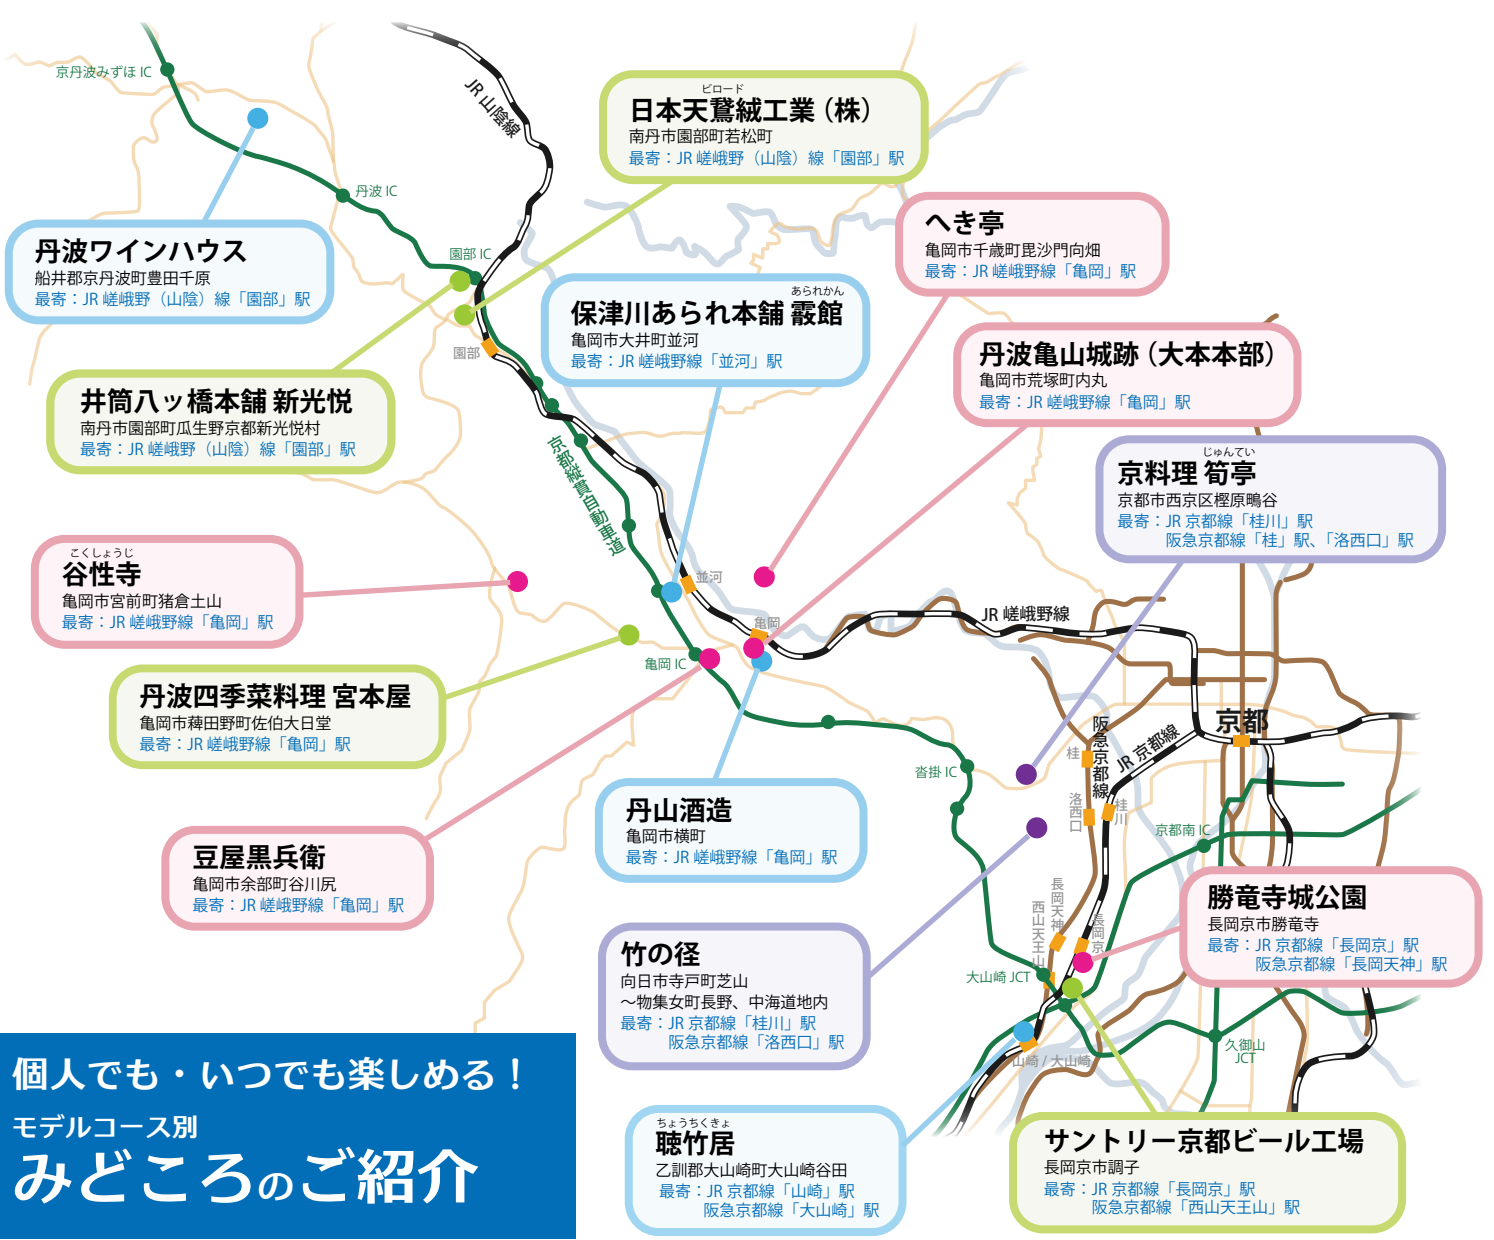 京丹波みずほ IC
丹波 IC
園部 IC
園部
JR 山陰線
ビロード
日本天鵞絨工業（株）
南丹市園部町若松町
最寄：JR 嵯峨野（山陰）線「園部」駅
へき亭
亀岡市千歳町毘沙門向畑
最寄：JR 嵯峨野線「亀岡」駅
丹波ワインハウス
船井郡京丹波町豊田千原
最寄：JR 嵯峨野（山陰）線「園部」駅
あられかん
保津川あられ本舗 霰館
亀岡市大井町並河
最寄：JR 嵯峨野線「並河」駅
丹波亀山城跡（大本本部）
亀岡市荒塚町内丸
最寄：JR 嵯峨野線「亀岡」駅
井筒八ッ橋本舗 新光悦
南丹市園部町瓜生野京都新光悦村
最寄：JR 嵯峨野（山陰）線「園部」駅
京都縦貫自動車道
じゅんてい
京料理 筍亭
京都市西京区樫原鴫谷
最寄：JR 京都線「桂川」駅
阪急京都線「桂」駅、「洛西口」駅
こくしょうじ
谷性寺
亀岡市宮前町猪倉土山
最寄：JR 嵯峨野線「亀岡」駅
並河
亀岡
JR 嵯峨野線
亀岡 IC
丹波四季菜料理 宮本屋
亀岡市薭田野町佐伯大日堂
最寄：JR 嵯峨野線「亀岡」駅
京都
阪急京都線
JR 京都線
桂
洛西口
桂川
沓掛 IC
京都南 IC
丹山酒造
亀岡市横町
最寄：JR 嵯峨野線「亀岡」駅
豆屋黒兵衛
亀岡市余部町谷川尻
最寄：JR 嵯峨野線「亀岡」駅
勝竜寺城公園
長岡京市勝竜寺
最寄：JR 京都線「長岡京」駅
阪急京都線「長岡天神」駅
長岡天神
西山天王山
長岡京
大山崎 JCT
竹の径
向日市寺戸町芝山
～物集女町長野、中海道地内
最寄：JR 京都線「桂川」駅
阪急京都線「洛西口」駅
久御山
JCT
山崎 / 大山崎
ちょうちくきょ
聴竹居
乙訓郡大山崎町大山崎谷田
最寄：JR 京都線「山崎」駅
阪急京都線「大山崎」駅
サントリー京都ビール工場
長岡京市調子
最寄：JR 京都線「長岡京」駅
阪急京都線「西山天王山」駅
個人でも・いつでも楽しめる！
モデルコース別
みどころのご紹介